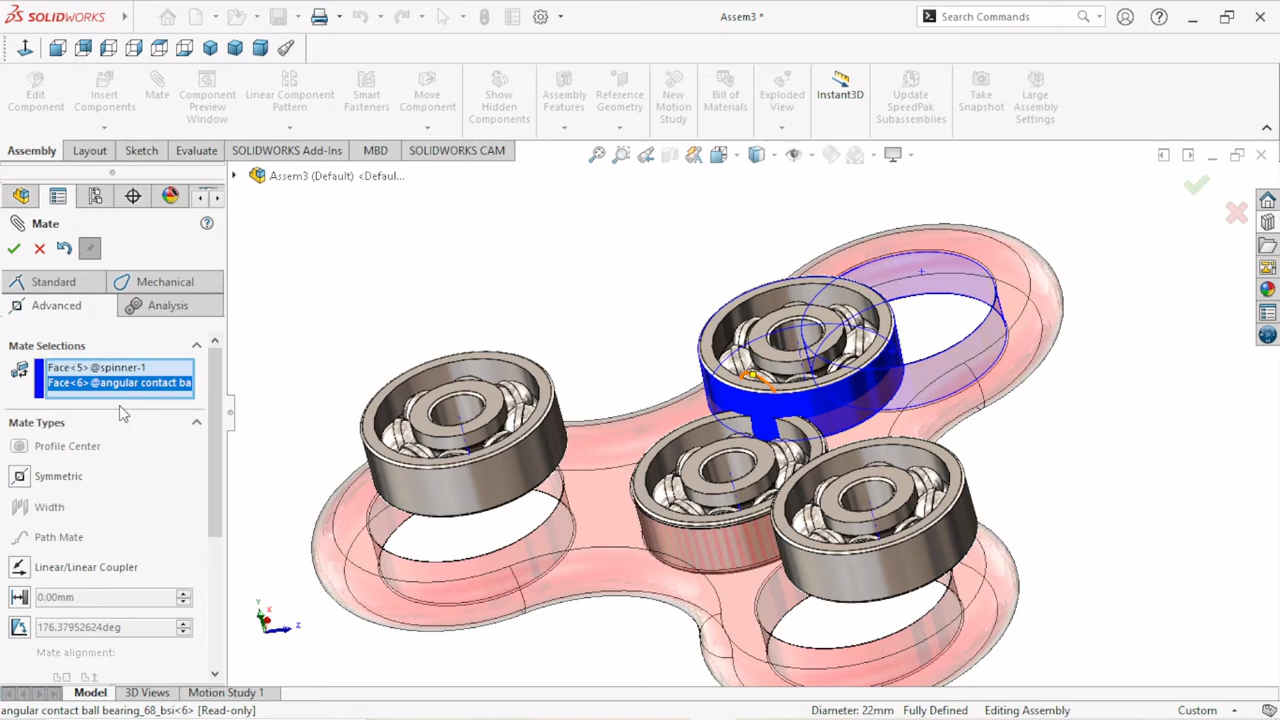 SOLIDWORKS
Assem3 *
Search Commands
Edit Component
Insert Components
Mate
Component Preview Window
Linear Component Pattern
Smart Fasteners
Move Component
Show Hidden Components
Assembly Features
Reference Geometry
New Motion Study
Bill of Materials
Exploded View
Instant3D
Update SpeedPak Subassemblies
Take Snapshot
Large Assembly Settings
Assembly
Layout
Sketch
Evaluate
SOLIDWORKS Add-Ins
MBD
SOLIDWORKS CAM
Assem3 (Default) <Defaul...
Mate
Standard
Mechanical
Advanced
Analysis
Mate Selections
Face<5> @spinner-1
Face<6> @angular contact ba
Mate Types
Profile Center
Symmetric
Width
Path Mate
Linear/Linear Coupler
0.00mm
176.37952624deg
Mate alignment:
Y
X
Z
Model
3D Views
Motion Study 1
angular contact ball bearing_68_bsi<6> [Read-only]
Diameter: 22mm
Fully Defined
Editing Assembly
Custom